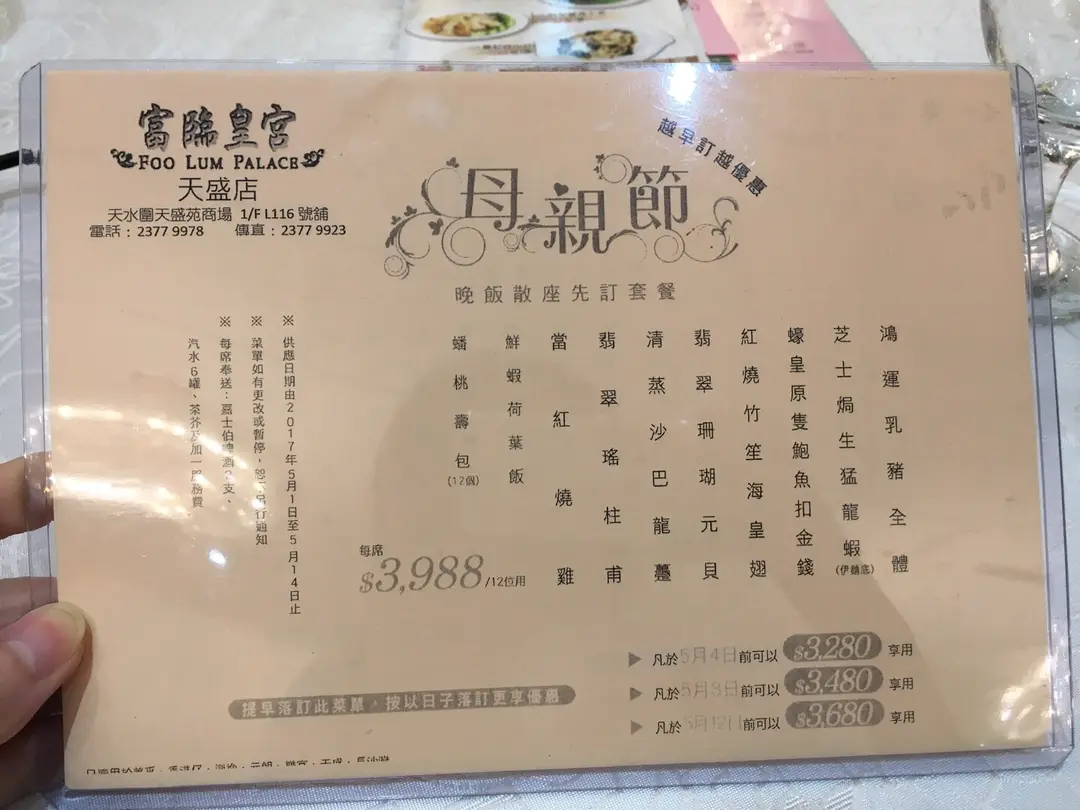 富臨皇宮
FOO LUM PALACE
天盛店
天水圍天盛苑商場 1/F L116 號舖
電話：2377 9978 傳直：2377 9923
越早訂越優惠
母親節
晚飯散座先訂套餐
鴻運乳豬全體
芝士焗生猛龍蝦(伊麵底)
蠔皇原隻鮑魚扣金錢
紅燒竹笙海皇翅
翡翠珊瑚元貝
清蒸沙巴龍躉
翡翠瑤柱甫
當紅燒雞
鮮蝦荷葉飯
蟠桃壽包(12個)
※ 供應日期由2017年5月1日至5月14日止
※ 菜單如有更改或暫停，恕不另行通知
※ 每席奉送：嘉士伯啤酒2支、
汽水6罐、茶芥及加一服務費
每席
$3,988/12位用
凡於5月4日前可以 $3,280 享用
凡於5月8日前可以 $3,480 享用
凡於5月12日前可以 $3,680 享用
提早落訂此菜單，按以日子落訂更享優惠